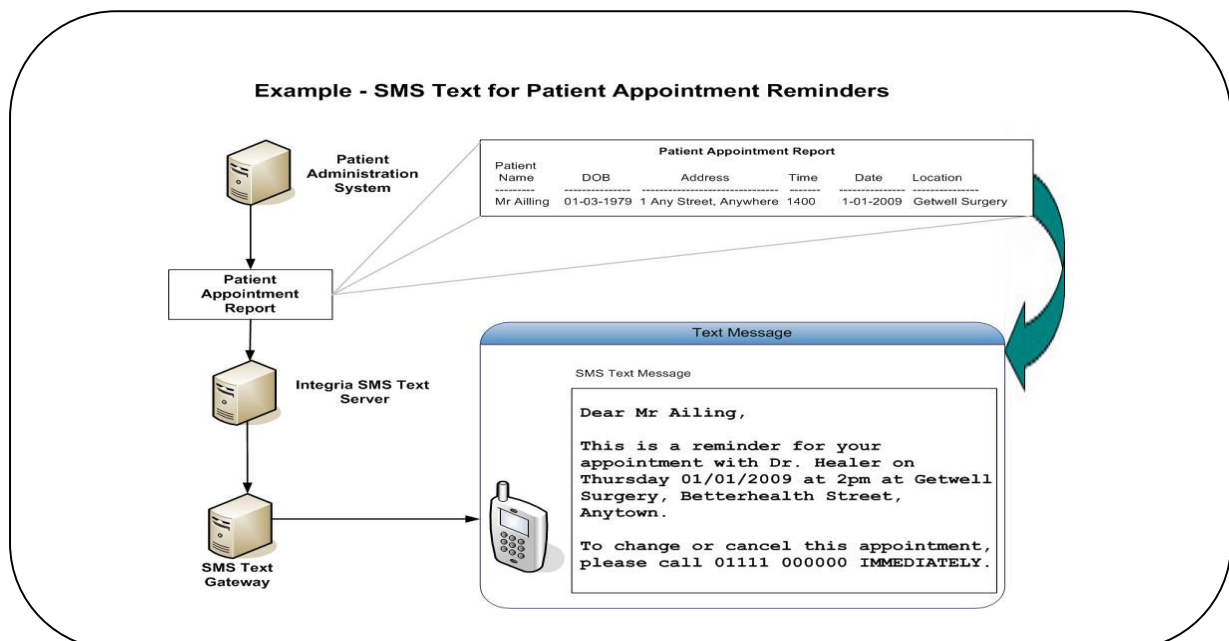 Example - SMS Text for Patient Appointment Reminders
Patient
Administration
System
Patient Appointment Report
Patient
Name DOB Address Time Date Location
--------- --------------- ------------------------------- ------- --------------- ---------------
Mr Ailling 01-03-1979 1 Any Street, Anywhere 1400 1-01-2009 Getwell Surgery
Patient
Appointment
Report
Integria SMS Text
Server
SMS Text
Gateway
Text Message
SMS Text Message
Dear Mr Ailing,
This is a reminder for your
appointment with Dr. Healer on
Thursday 01/01/2009 at 2pm at Getwell
Surgery, Betterhealth Street,
Anytown.
To change or cancel this appointment,
please call 01111 000000 IMMEDIATELY.